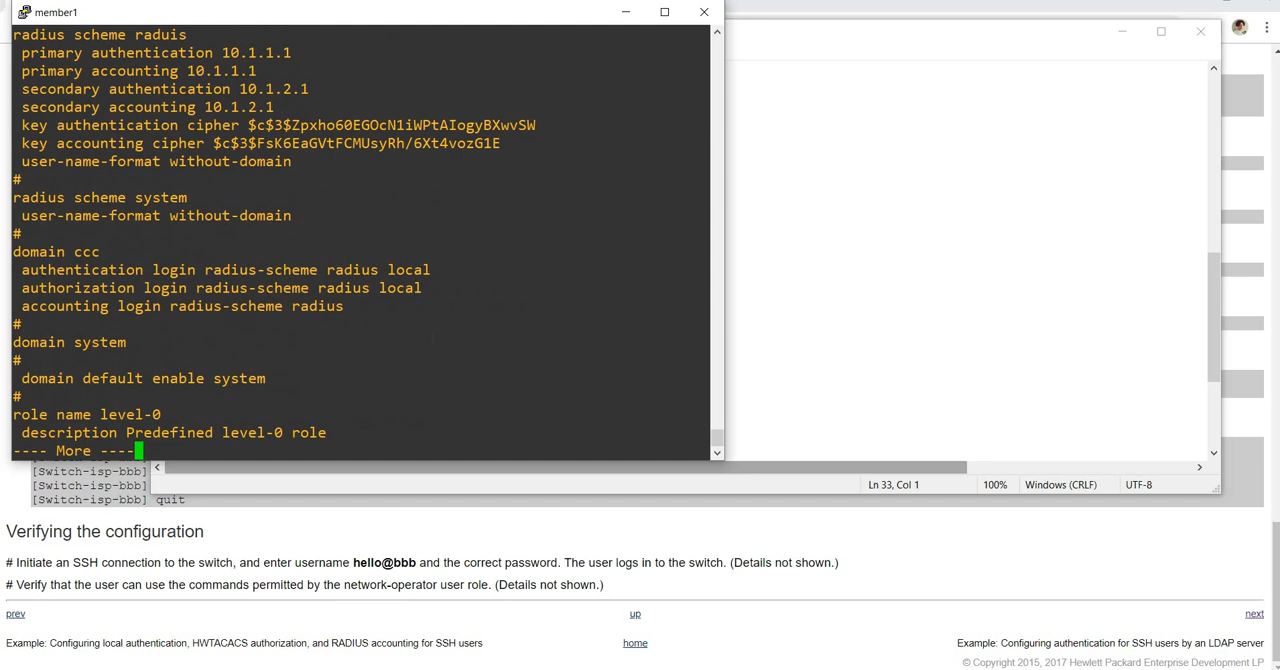 member1
radius scheme raduis
primary authentication 10.1.1.1
primary accounting 10.1.1.1
secondary authentication 10.1.2.1
secondary accounting 10.1.2.1
key authentication cipher $c$3$Zpxho60EGOcN1iWPtAIogyBXwvSW
key accounting cipher $c$3$FsK6EaGVtFCMUsyRh/6Xt4vozG1E
user-name-format without-domain
#
radius scheme system
user-name-format without-domain
#
domain ccc
authentication login radius-scheme radius local
authorization login radius-scheme radius local
accounting login radius-scheme radius
#
domain system
#
domain default enable system
#
role name level-0
description Predefined level-0 role
---- More ----
[Switch-isp-bbb]
[Switch-isp-bbb]
[Switch-isp-bbb] quit
Ln 33, Col 1 100% Windows (CRLF) UTF-8
Verifying the configuration
# Initiate an SSH connection to the switch, and enter username hello@bbb and the correct password. The user logs in to the switch. (Details not shown.)
# Verify that the user can use the commands permitted by the network-operator user role. (Details not shown.)
prev up next
Example: Configuring local authentication, HWTACACS authorization, and RADIUS accounting for SSH users home Example: Configuring authentication for SSH users by an LDAP server
© Copyright 2015, 2017 Hewlett Packard Enterprise Development LP